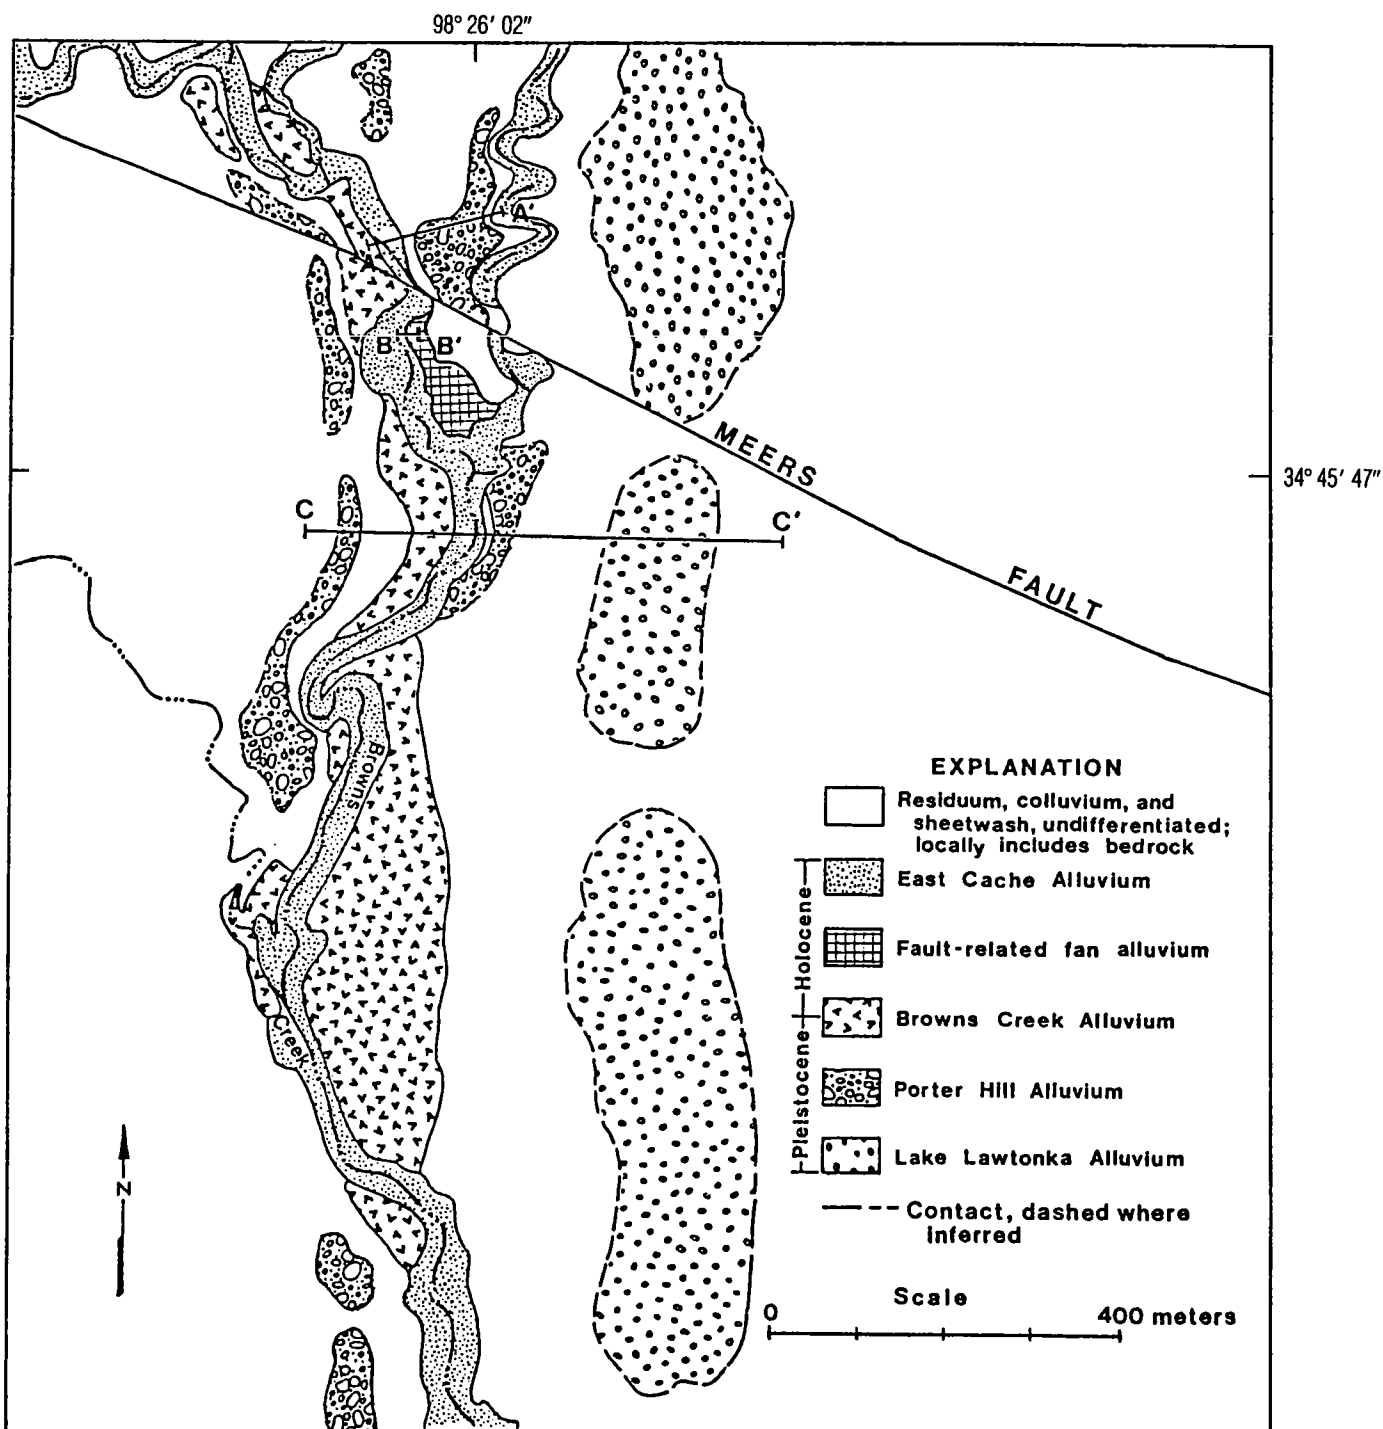 98° 26′ 02″
A'
A
B
B'
MEERS
34° 45′ 47″
C
C'
FAULT
Browns
Creek
EXPLANATION
Residuum, colluvium, and
sheetwash, undifferentiated;
locally includes bedrock
East Cache Alluvium
Fault-related fan alluvium
Browns Creek Alluvium
Porter Hill Alluvium
Lake Lawtonka Alluvium
Holocene
Pleistocene
Contact, dashed where
inferred
N
Scale
0
400 meters